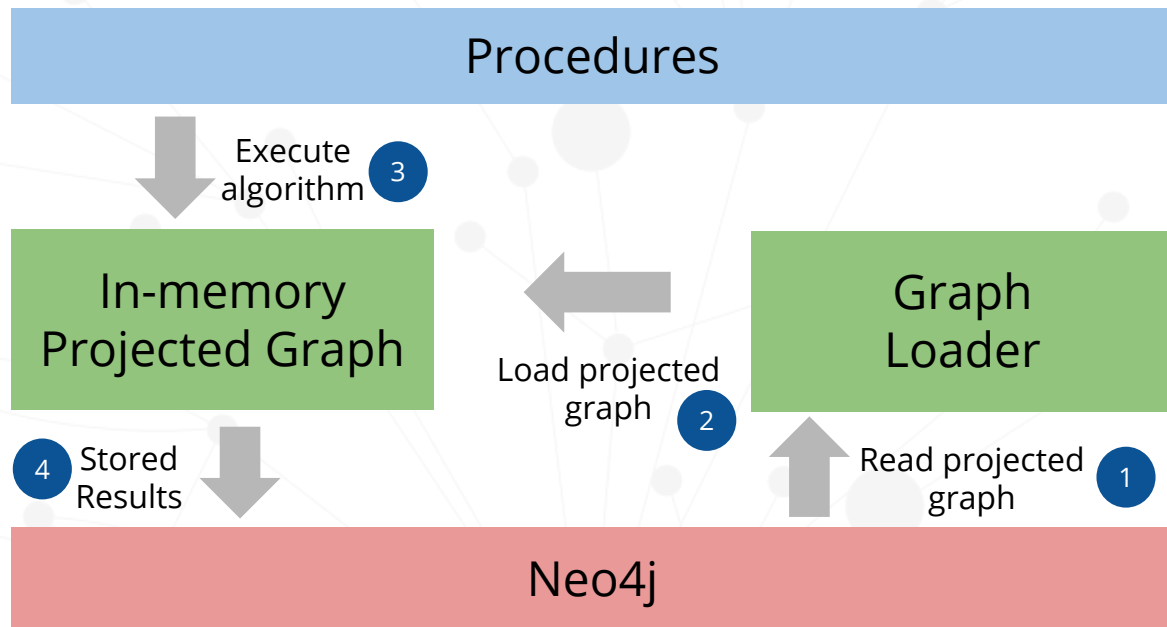 Procedures
Execute
algorithm
3
In-memory
Projected Graph
Graph
Loader
Load projected
graph
2
4
Stored
Results
Read projected
graph
1
Neo4j